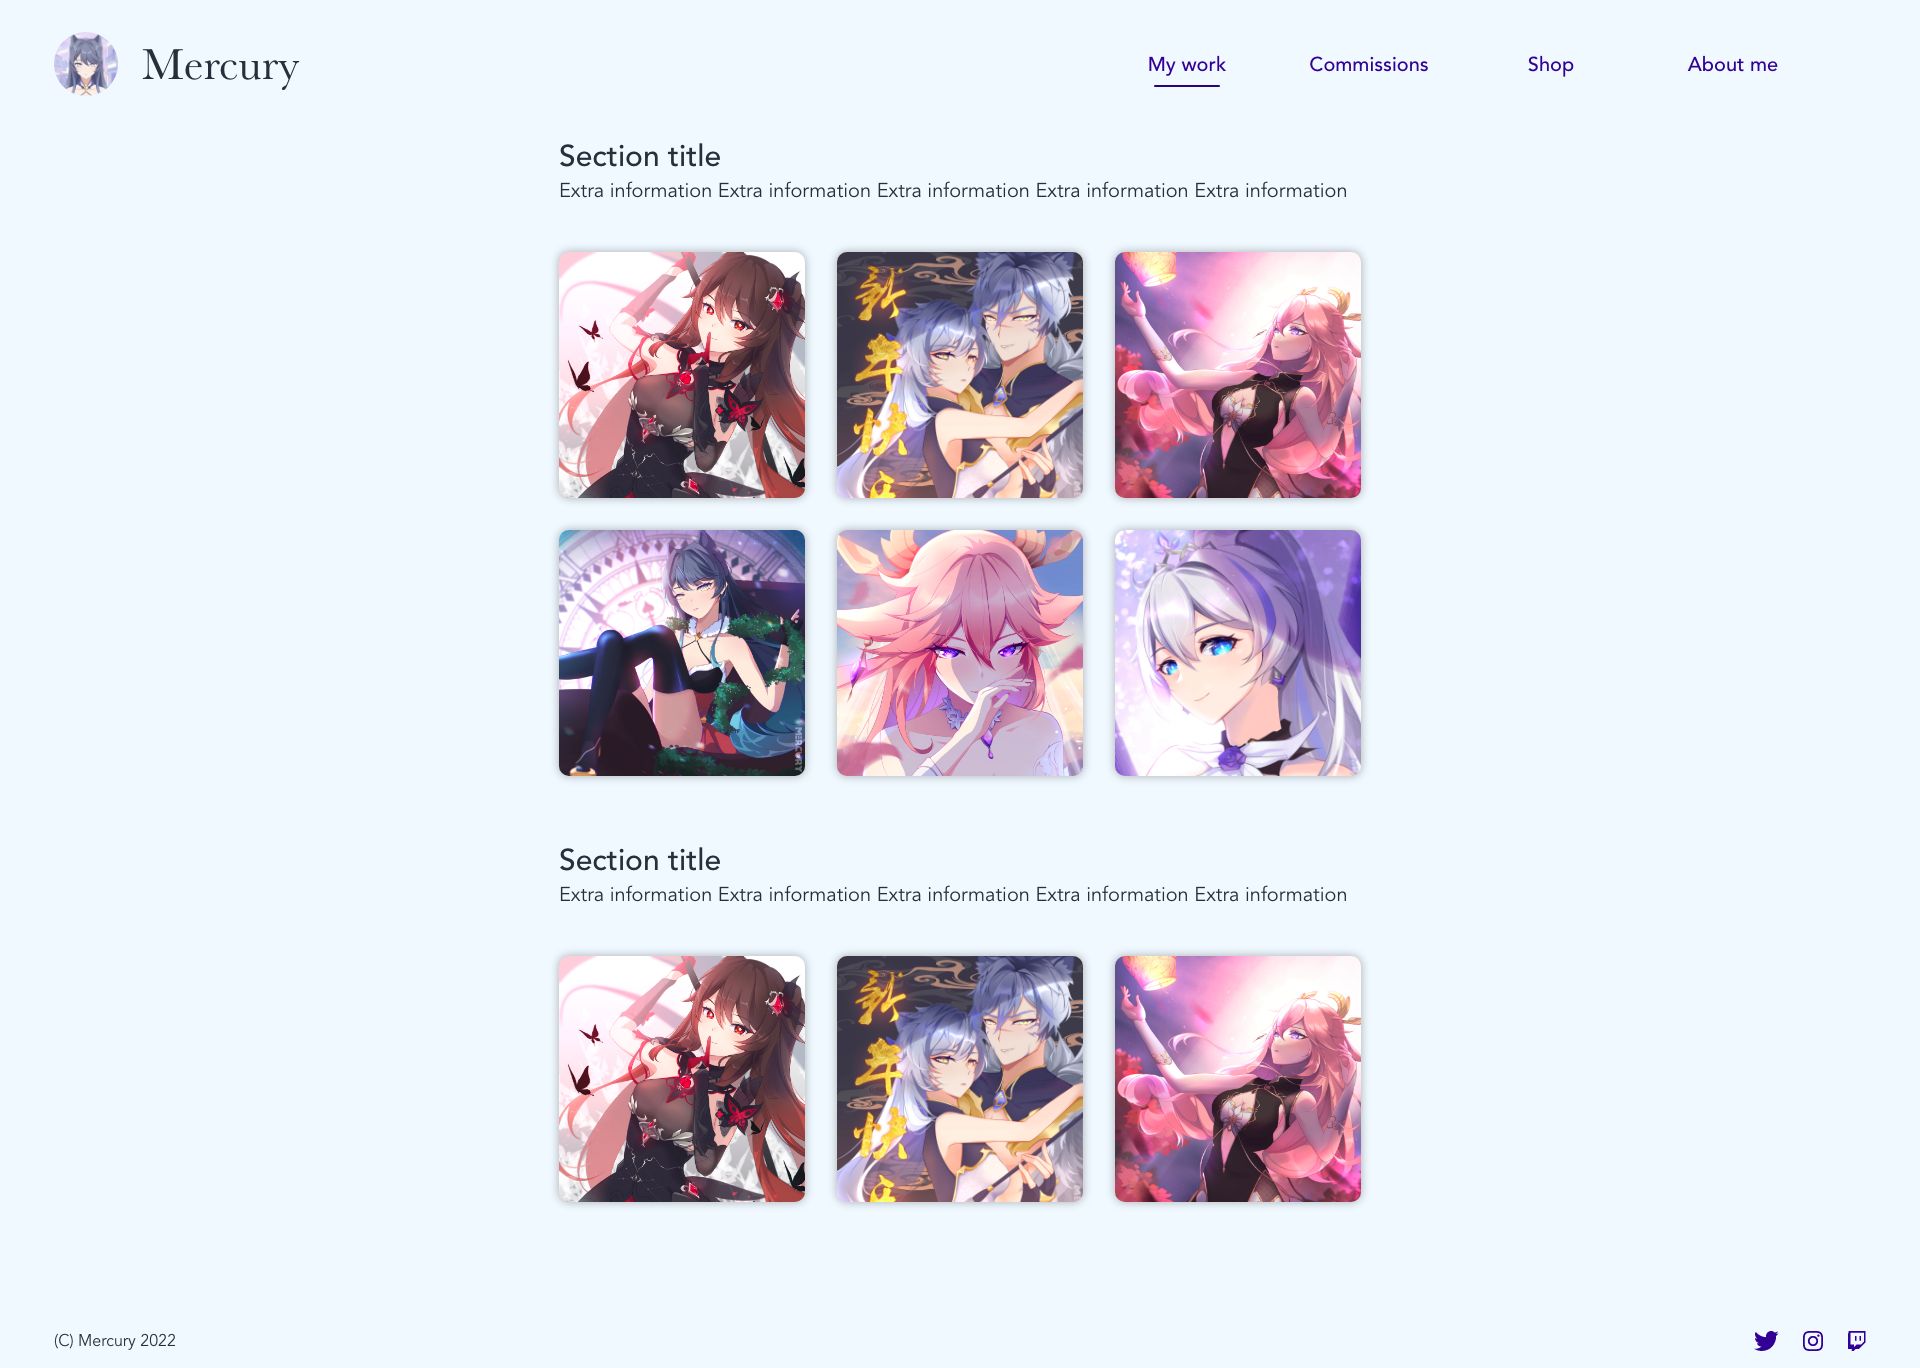 Mercury
My work
Commissions
Shop
About me
Section title
Extra information Extra information Extra information Extra information Extra information
新年快乐
MERCURY
Section title
Extra information Extra information Extra information Extra information Extra information
新年快乐
(C) Mercury 2022